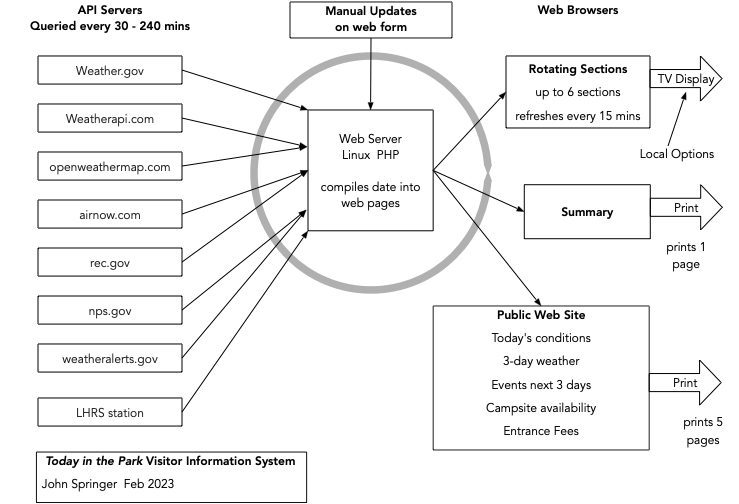 API Servers
Queried every 30 - 240 mins
Manual Updates
on web form
Web Browsers
Weather.gov
Weatherapi.com
openweathermap.com
airnow.com
rec.gov
nps.gov
weatheralerts.gov
LHRS station
Web Server
Linux PHP
compiles date into
web pages
Rotating Sections
up to 6 sections
refreshes every 15 mins
TV Display
Local Options
Summary
Print
prints 1
page
Public Web Site
Today's conditions
3-day weather
Events next 3 days
Campsite availability
Entrance Fees
Print
prints 5
pages
Today in the Park Visitor Information System
John Springer Feb 2023